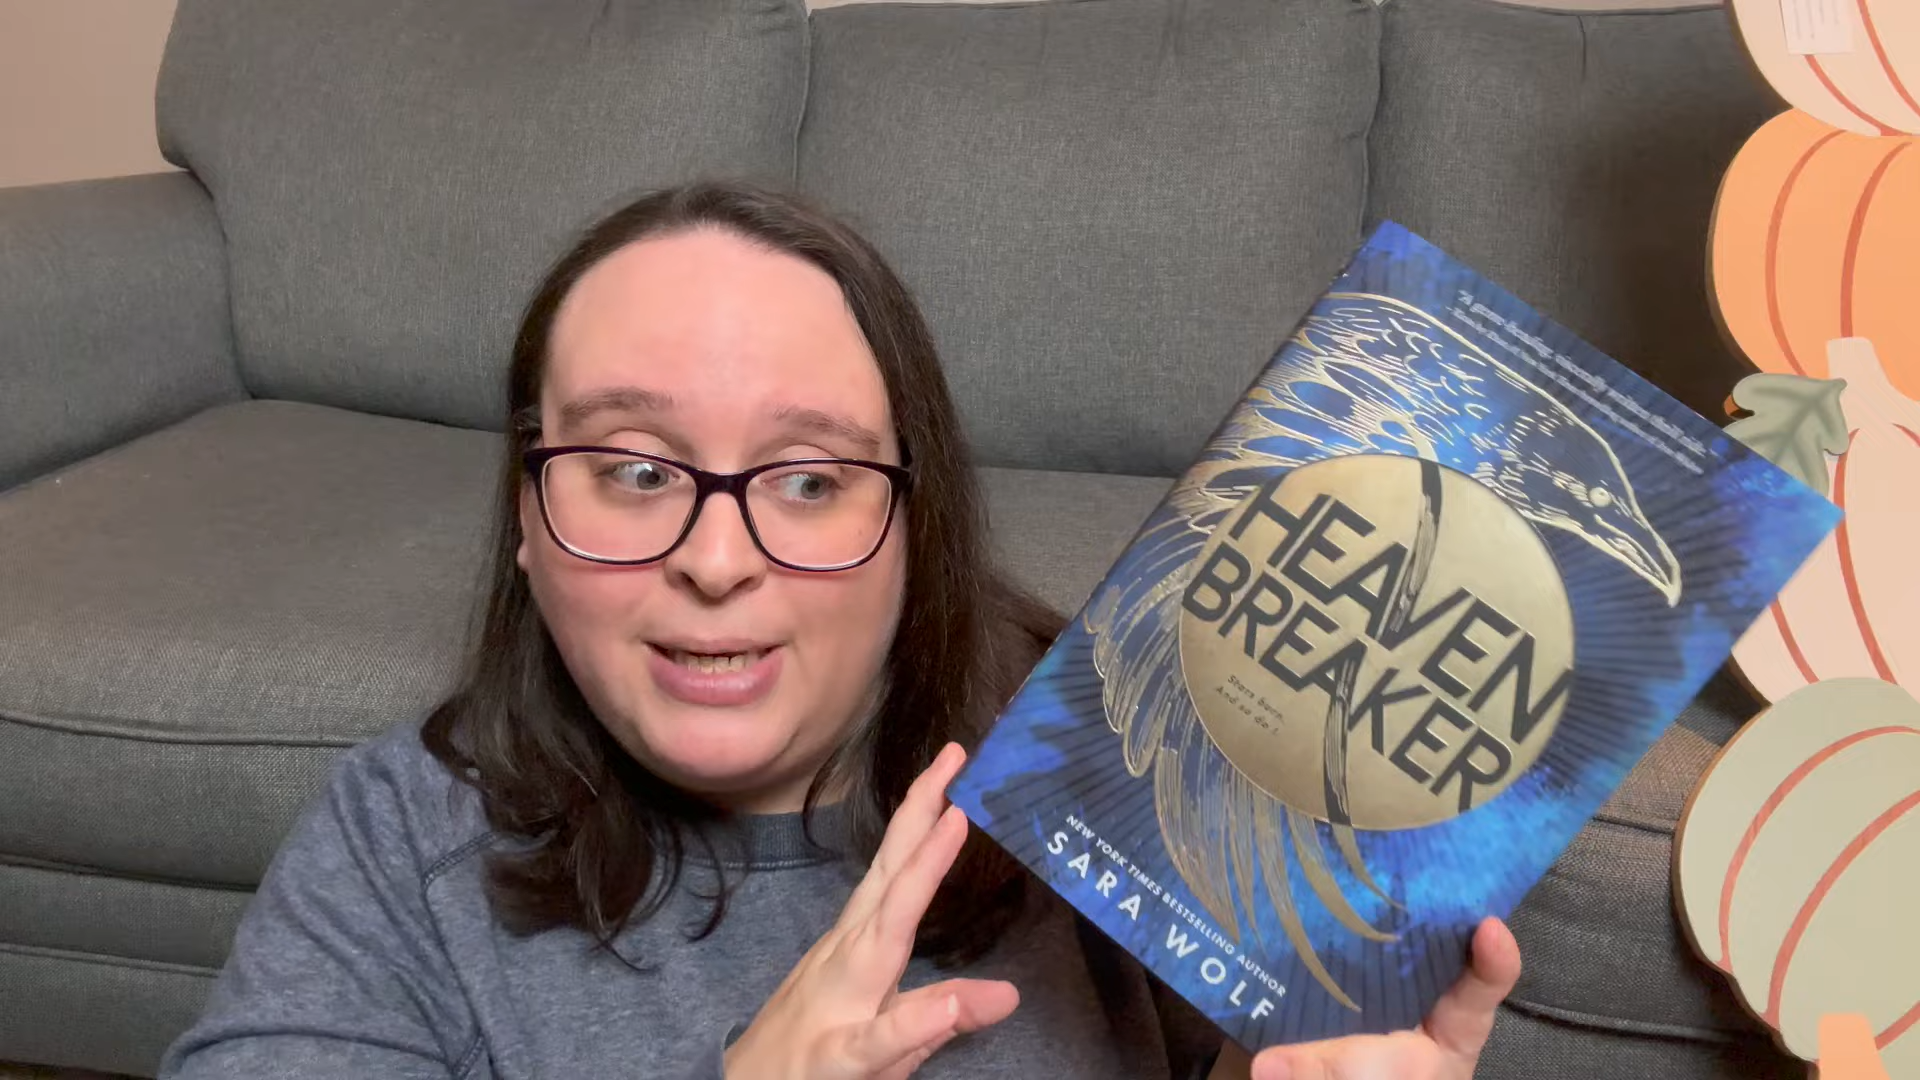 HEAVEN
BREAKER
Stars burn.
And so do I.
NEW YORK TIMES BESTSELLING AUTHOR
SARA WOLF